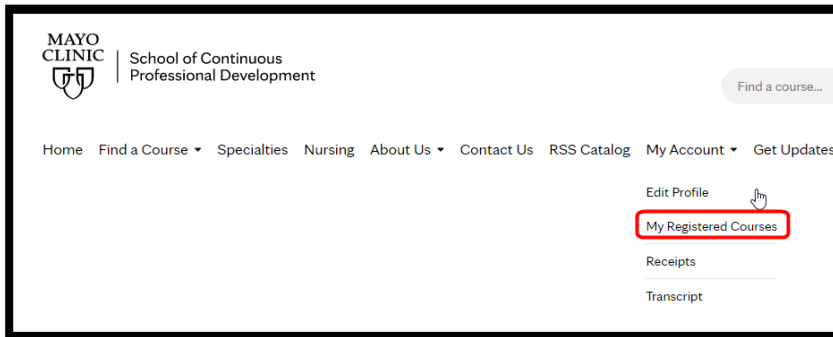 MAYO
CLINIC
School of Continuous
Professional Development
Find a course...
Home Find a Course Specialties Nursing About Us Contact Us RSS Catalog My Account Get Updates
Edit Profile
My Registered Courses
Receipts
Transcript